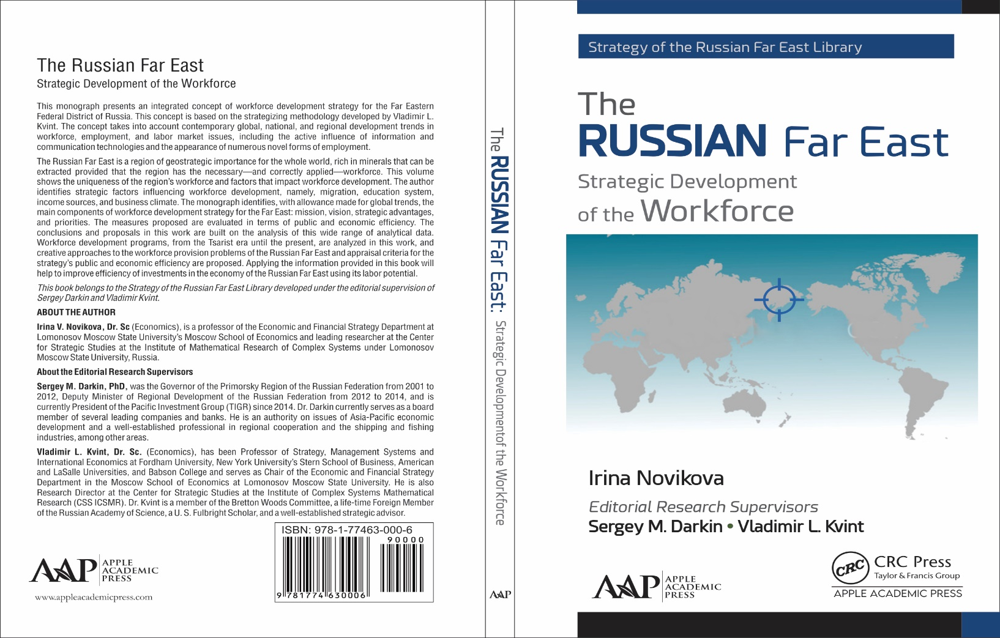 The Russian Far East
Strategic Development of the Workforce
This monograph presents an integrated concept of workforce development strategy for the Far Eastern
Federal District of Russia. This concept is based on the strategizing methodology developed by Vladimir L.
Kvint. The concept takes into account contemporary global, national, and regional development trends in
workforce, employment, and labor market issues, including the active influence of information and
communication technologies and the appearance of numerous novel forms of employment.
The Russian Far East is a region of geostrategic importance for the whole world, rich in minerals that can be
extracted provided that the region has the necessary—and correctly applied—workforce. This volume
shows the uniqueness of the region's workforce and factors that impact workforce development. The author
identifies strategic factors influencing workforce development, namely, migration, education system,
income sources, and business climate. The monograph identifies, with allowance made for global trends, the
main components of workforce development strategy for the Far East: mission, vision, strategic advantages,
and priorities. The measures proposed are evaluated in terms of public and economic efficiency. The
conclusions and proposals in this work are built on the analysis of this wide range of analytical data.
Workforce development programs, from the Tsarist era until the present, are analyzed in this work, and
creative approaches to the workforce provision problems of the Russian Far East and appraisal criteria for the
strategy's public and economic efficiency are proposed. Applying the information provided in this book will
help to improve efficiency of investments in the economy of the Russian Far East using its labor potential.
This book belongs to the Strategy of the Russian Far East Library developed under the editorial supervision of
Sergey Darkin and Vladimir Kvint.
ABOUT THE AUTHOR
Irina V. Novikova, Dr. Sc (Economics), is a professor of the Economic and Financial Strategy Department at
Lomonosov Moscow State University's Moscow School of Economics and leading researcher at the Center
for Strategic Studies at the Institute of Mathematical Research of Complex Systems under Lomonosov
Moscow State University, Russia.
About the Editorial Research Supervisors
Sergey M. Darkin, PhD, was the Governor of the Primorsky Region of the Russian Federation from 2001 to
2012, Deputy Minister of Regional Development of the Russian Federation from 2012 to 2014, and is
currently President of the Pacific Investment Group (TIGR) since 2014. Dr. Darkin currently serves as a board
member of several leading companies and banks. He is an authority on issues of Asia-Pacific economic
development and a well-established professional in regional cooperation and the shipping and fishing
industries, among other areas.
Vladimir L. Kvint, Dr. Sc. (Economics), has been Professor of Strategy, Management Systems and
International Economics at Fordham University, New York University's Stern School of Business, American
and LaSalle Universities, and Babson College and serves as Chair of the Economic and Financial Strategy
Department in the Moscow School of Economics at Lomonosov Moscow State University. He is also
Research Director at the Center for Strategic Studies at the Institute of Complex Systems Mathematical
Research (CSS ICSMR). Dr. Kvint is a member of the Bretton Woods Committee, a life-time Foreign Member
of the Russian Academy of Science, a U. S. Fulbright Scholar, and a well-established strategic advisor.
ISBN: 978-1-77463-000-6
90000
9 781774 630006
AAP
APPLE
ACADEMIC
PRESS
www.appleacademicpress.com
The RUSSIAN Far East: Strategic Developmentof the Workforce
AAP
Strategy of the Russian Far East Library
The
RUSSIAN Far East
Strategic Development
of the Workforce
Irina Novikova
Editorial Research Supervisors
Sergey M. Darkin • Vladimir L. Kvint
AAP
APPLE
ACADEMIC
PRESS
CRC
CRC Press
Taylor & Francis Group
APPLE ACADEMIC PRESS